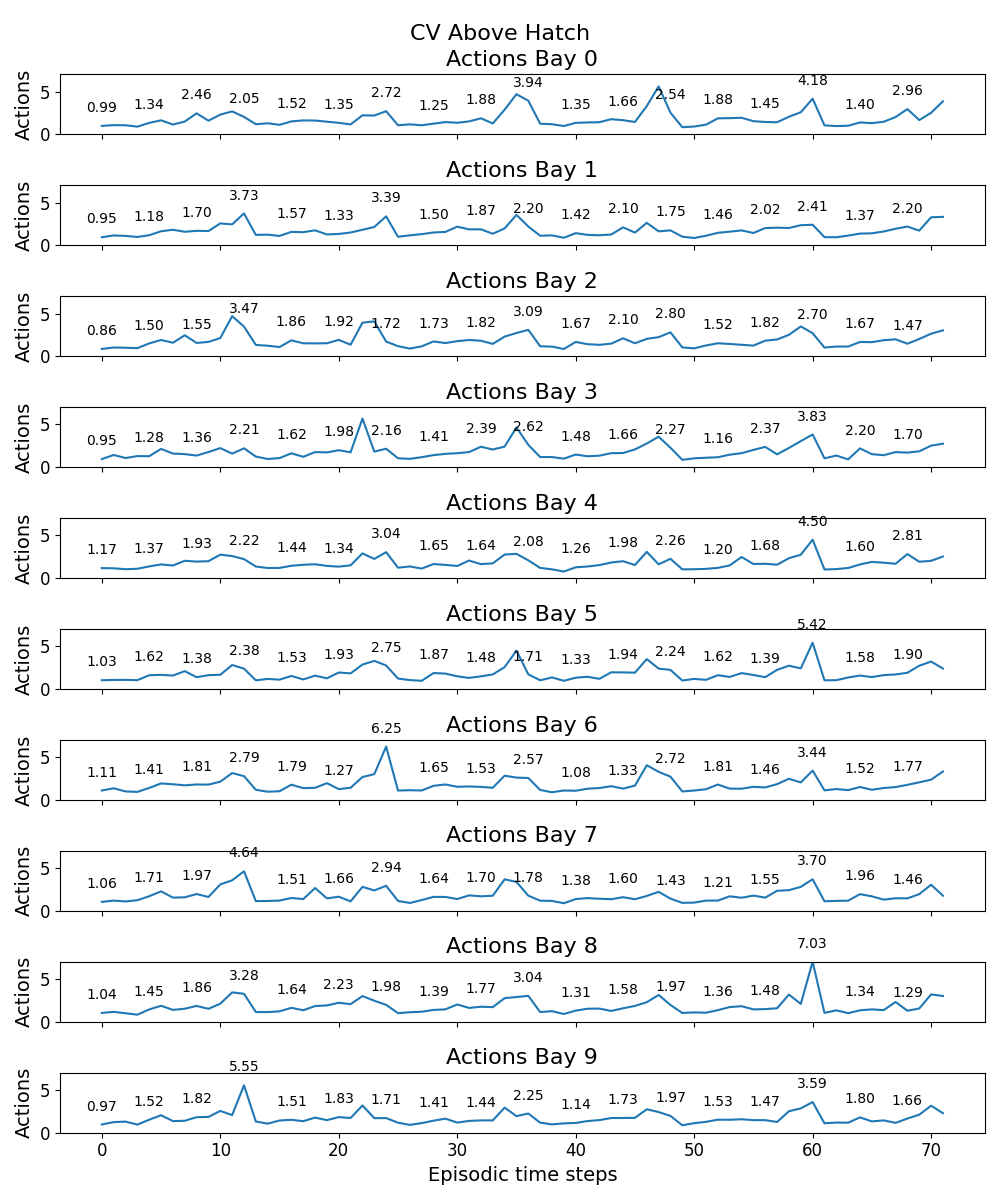 CV Above Hatch
Actions Bay 0
Actions
5
0
0.99 1.34 2.46 2.05 1.52 1.35 2.72 1.25 1.88 3.94 1.35 1.66 2.54 1.88 1.45 4.18 1.40 2.96
Actions Bay 1
Actions
5
0
0.95 1.18 1.70 3.73 1.57 1.33 3.39 1.50 1.87 2.20 1.42 2.10 1.75 1.46 2.02 2.41 1.37 2.20
Actions Bay 2
Actions
5
0
0.86 1.50 1.55 3.47 1.86 1.92 1.72 1.73 1.82 3.09 1.67 2.10 2.80 1.52 1.82 2.70 1.67 1.47
Actions Bay 3
Actions
5
0
0.95 1.28 1.36 2.21 1.62 1.98 2.16 1.41 2.39 2.62 1.48 1.66 2.27 1.16 2.37 3.83 2.20 1.70
Actions Bay 4
Actions
5
0
1.17 1.37 1.93 2.22 1.44 1.34 3.04 1.65 1.64 2.08 1.26 1.98 2.26 1.20 1.68 4.50 1.60 2.81
Actions Bay 5
Actions
5
0
1.03 1.62 1.38 2.38 1.53 1.93 2.75 1.87 1.48 1.71 1.33 1.94 2.24 1.62 1.39 5.42 1.58 1.90
Actions Bay 6
Actions
5
0
1.11 1.41 1.81 2.79 1.79 1.27 6.25 1.65 1.53 2.57 1.08 1.33 2.72 1.81 1.46 3.44 1.52 1.77
Actions Bay 7
Actions
5
0
1.06 1.71 1.97 4.64 1.51 1.66 2.94 1.64 1.70 1.78 1.38 1.60 1.43 1.21 1.55 3.70 1.96 1.46
Actions Bay 8
Actions
5
0
1.04 1.45 1.86 3.28 1.64 2.23 1.98 1.39 1.77 3.04 1.31 1.58 1.97 1.36 1.48 7.03 1.34 1.29
Actions Bay 9
Actions
5
0
0.97 1.52 1.82 5.55 1.51 1.83 1.71 1.41 1.44 2.25 1.14 1.73 1.97 1.53 1.47 3.59 1.80 1.66
0 10 20 30 40 50 60 70
Episodic time steps